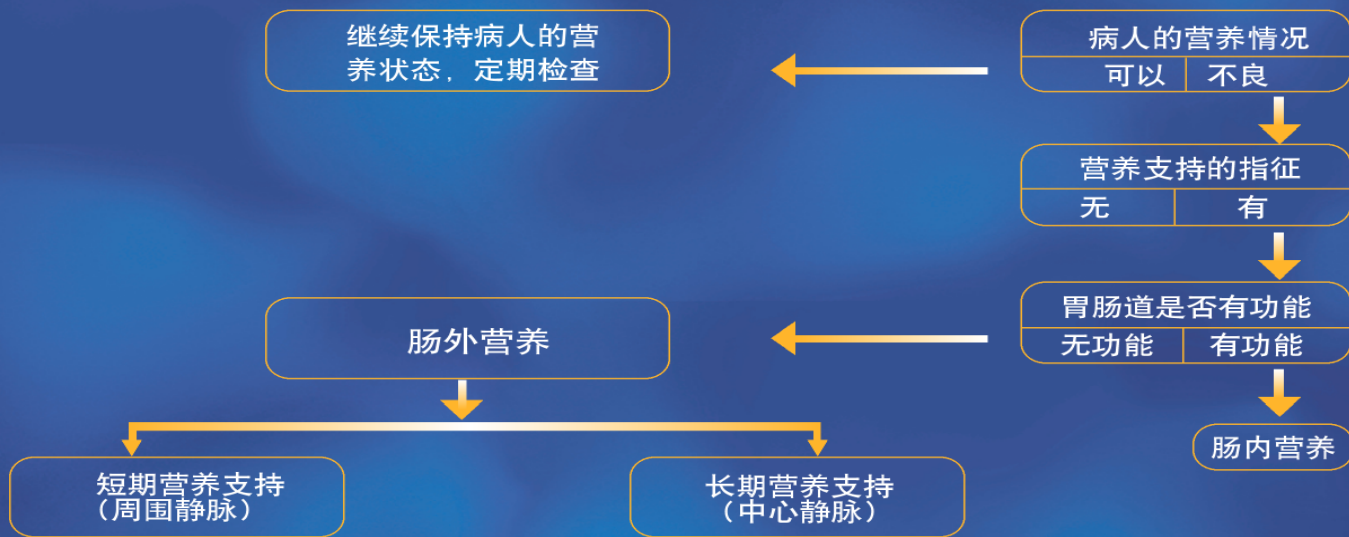 病人的营养情况
可以 不良
继续保持病人的营
养状态，定期检查
营养支持的指征
无 有
胃肠道是否有功能
无功能 有功能
肠外营养
肠内营养
短期营养支持
（周围静脉）
长期营养支持
（中心静脉）